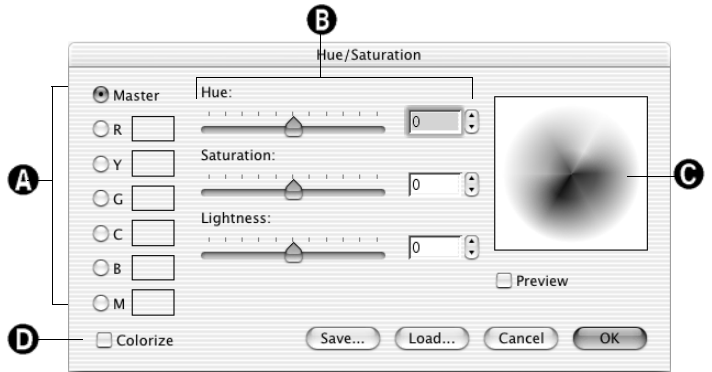 B
Hue/Saturation
Master
Hue:
0
R
Y
Saturation:
A
C
0
G
Lightness:
C
0
B
Preview
M
D
Colorize
Save...
Load...
Cancel
OK